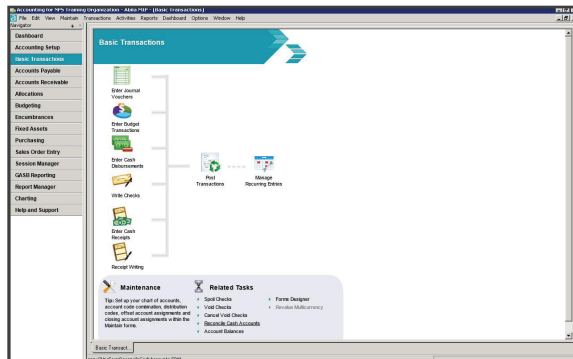 Accounting for NPS Training Organization - Abila MIP - [Basic Transactions]
File Edit View Maintain Transactions Activities Reports Dashboard Options Window Help
Navigator
Dashboard
Accounting Setup
Basic Transactions
Accounts Payable
Accounts Receivable
Allocations
Budgeting
Encumbrances
Fixed Assets
Purchasing
Sales Order Entry
Session Manager
GASB Reporting
Report Manager
Charting
Help and Support
Basic Transactions
Enter Journal
Vouchers
Enter Budget
Transactions
Enter Cash
Disbursements
Write Checks
Enter Cash
Receipts
Receipt Writing
Post
Transactions
Manage
Recurring Entries
Maintenance
Tip: Set up your chart of accounts,
account code combination, distribution
codes, offset account assignments and
closing account assignments within the
Maintain forms.
Related Tasks
Spoil Checks
Void Checks
Cancel Void Checks
Reconcile Cash Accounts
Account Balances
Forms Designer
Revalue Multicurrency
Basic Transact...